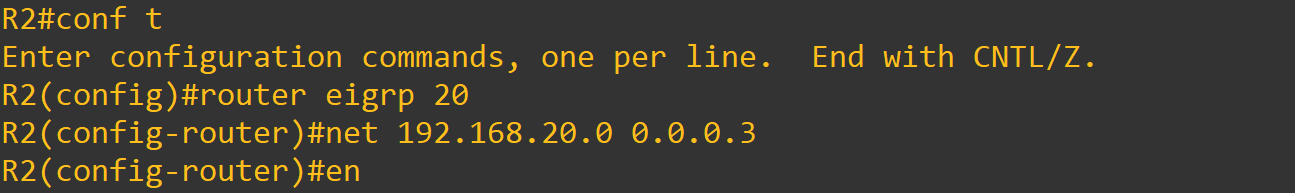 R2#conf t
Enter configuration commands, one per line.  End with CNTL/Z.
R2(config)#router eigrp 20
R2(config-router)#net 192.168.20.0 0.0.0.3
R2(config-router)#en